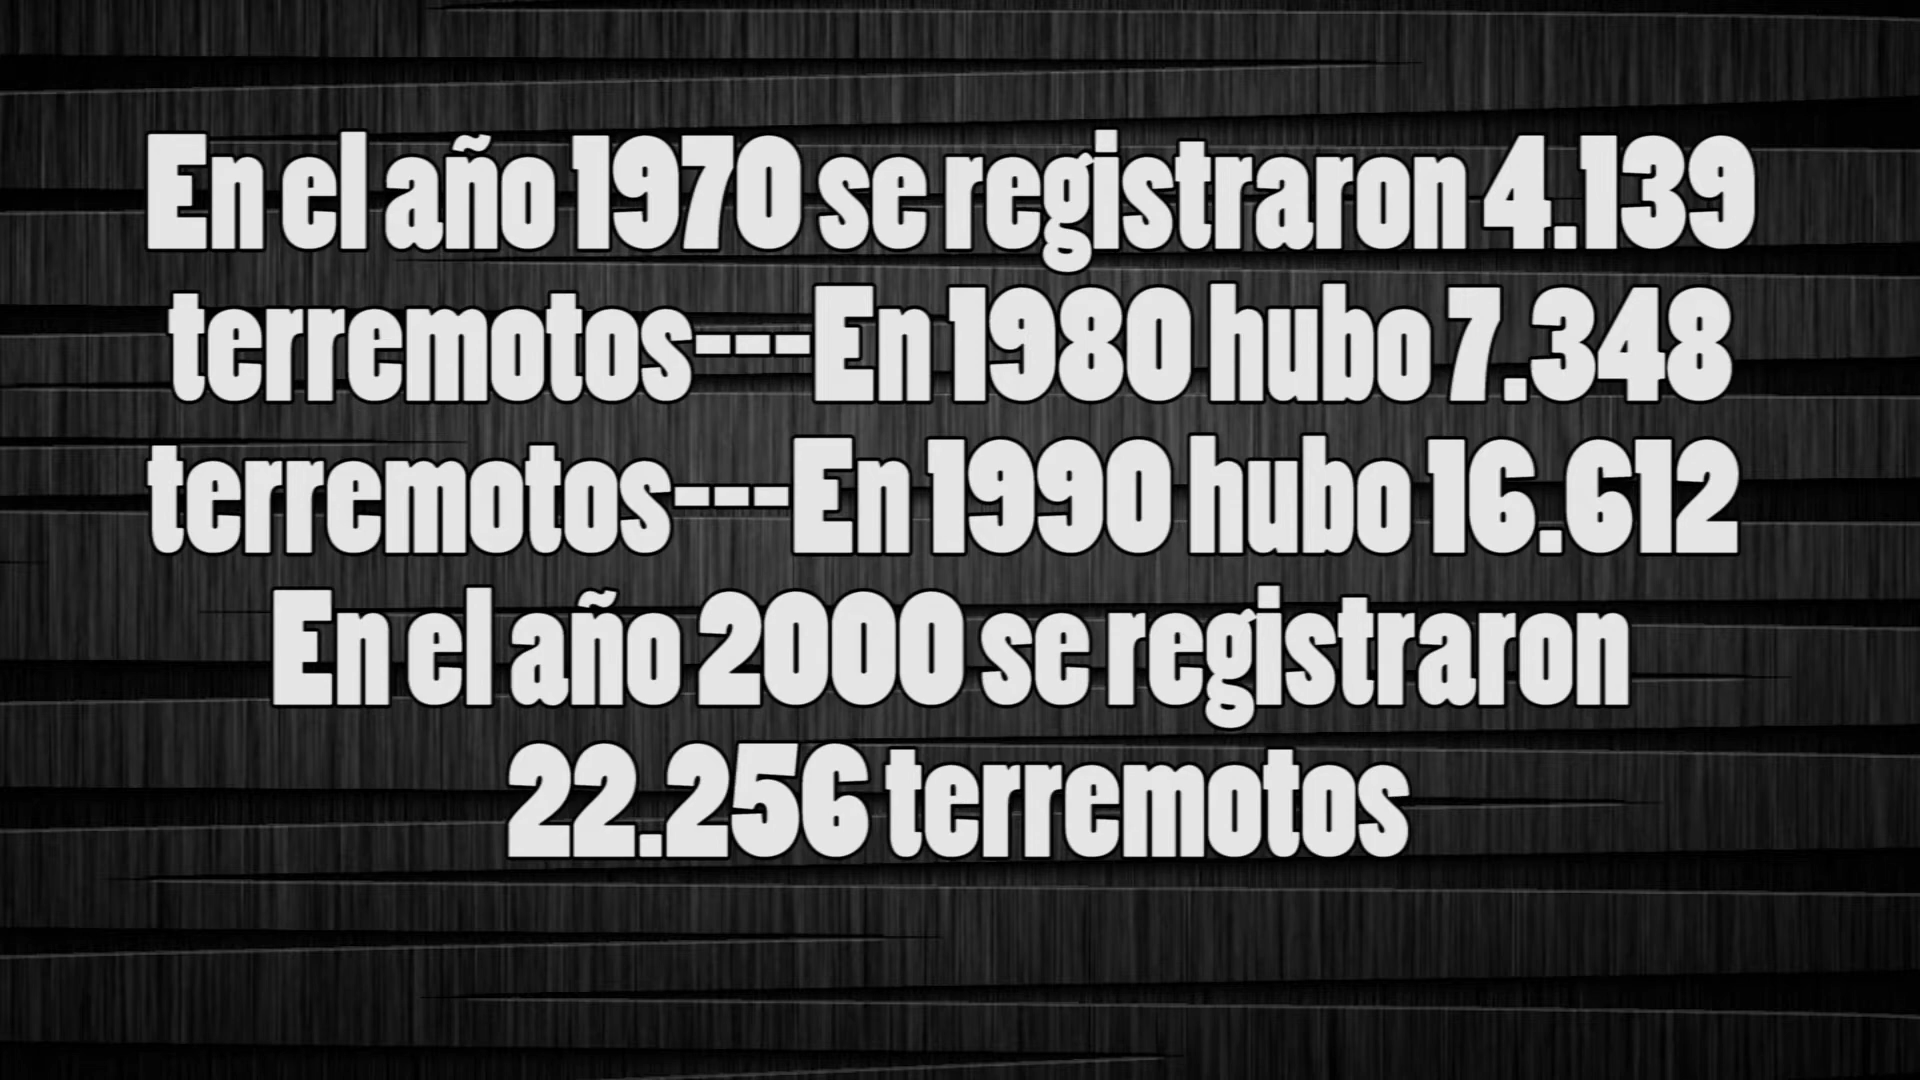 En el año 1970 se registraron 4.139
terremotos---En 1980 hubo 7.348
terremotos---En 1990 hubo 16.612
En el año 2000 se registraron
22.256 terremotos